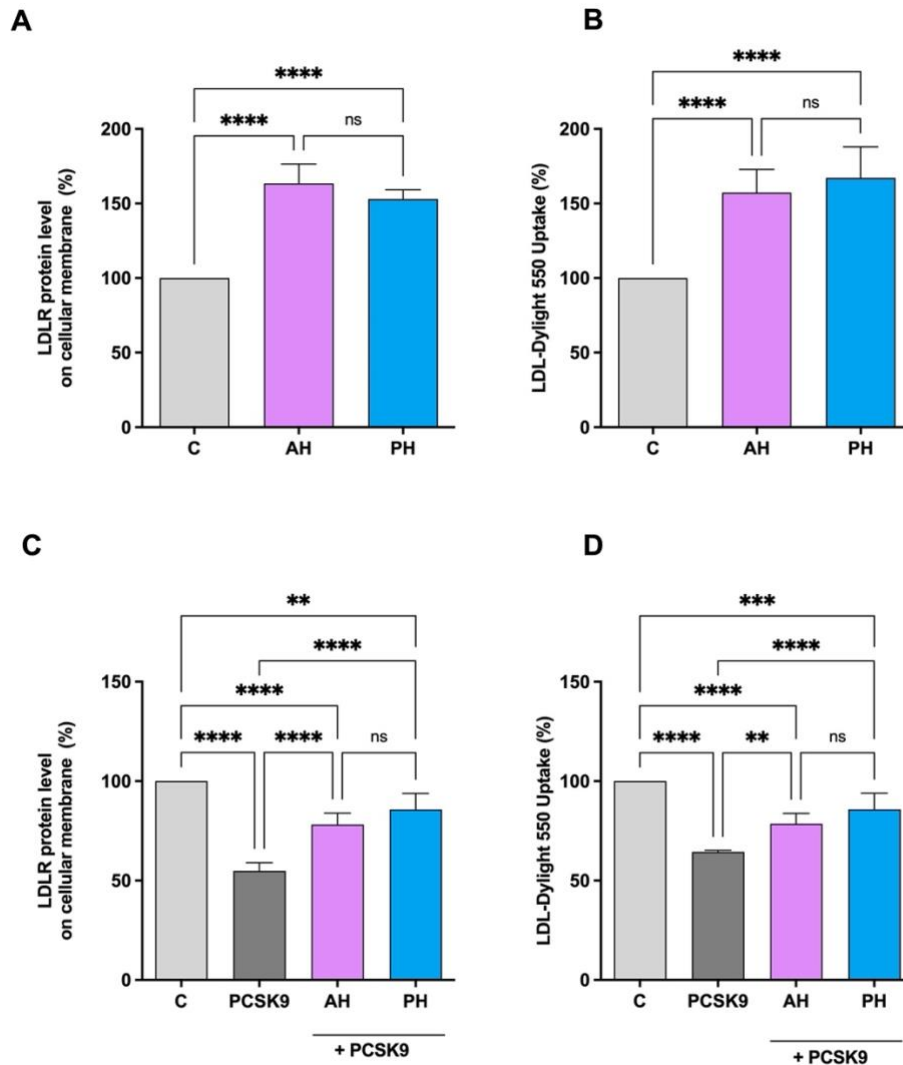 A
****
****
ns
200
150
100
50
0
LDLR protein level
on cellular membrane (%)
C AH PH
B
****
****
ns
200
150
100
50
0
LDL-Dylight 550 Uptake (%)
C AH PH
C
**
****
****
**** **** ns
150
100
50
0
LDLR protein level
on cellular membrane (%)
C PCSK9 AH PH
+ PCSK9
D
***
****
****
**** ** ns
150
100
50
0
LDL-Dylight 550 Uptake (%)
C PCSK9 AH PH
+ PCSK9